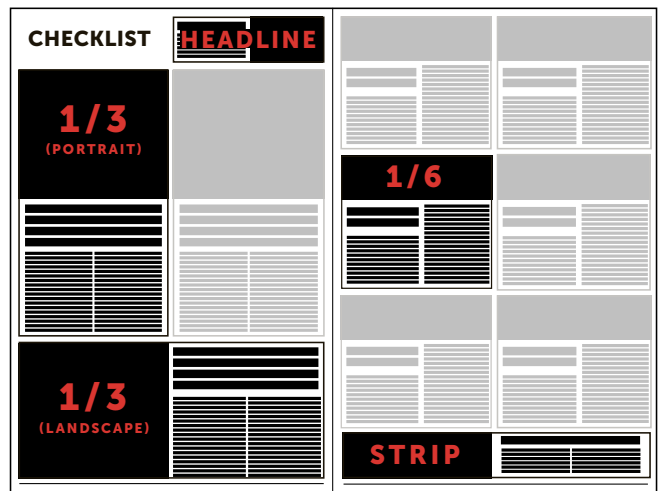 CHECKLIST
HEADLINE
1/3
(PORTRAIT)
1/3
(LANDSCAPE)
1/6
STRIP